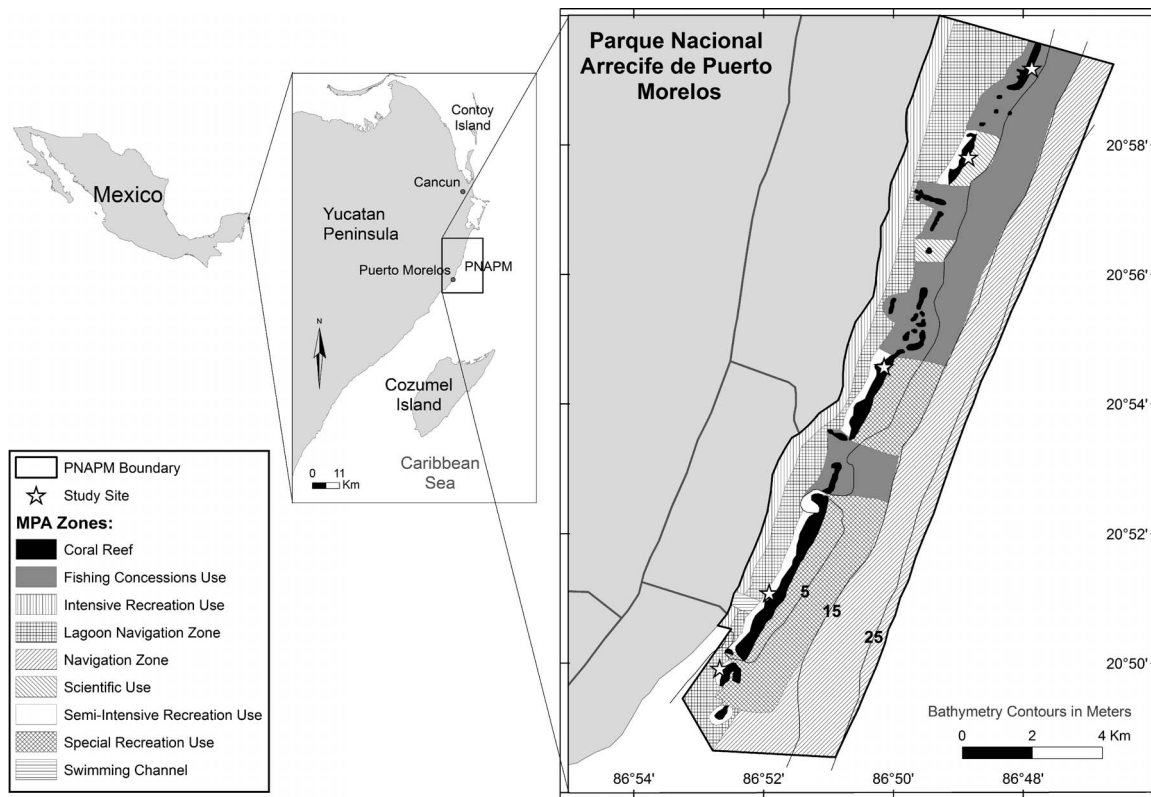 Mexico
Contoy
Island
Cancun
Yucatan
Peninsula
Puerto Morelos
PNAPM
N
Cozumel
Island
0 11
Km
Caribbean
Sea
PNAPM Boundary
Study Site
MPA Zones:
Coral Reef
Fishing Concessions Use
Intensive Recreation Use
Lagoon Navigation Zone
Navigation Zone
Scientific Use
Semi-Intensive Recreation Use
Special Recreation Use
Swimming Channel
Parque Nacional
Arrecife de Puerto
Morelos
20°58'
20°56'
20°54'
20°52'
20°50'
5
15
25
Bathymetry Contours in Meters
0 2 4 Km
86°54' 86°52' 86°50' 86°48'